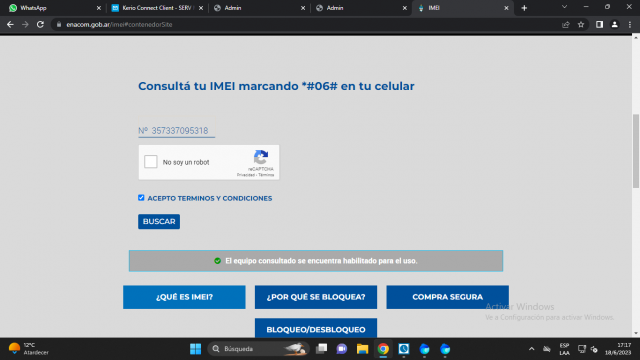 WhatsApp
Kerio Connect Client - SERV
Admin
Admin
IMEI
enacom.gob.ar/imei#contenedorSite
Consultá tu IMEI marcando *#06# en tu celular
Nº 357337095318
No soy un robot
reCAPTCHA
Privacidad - Términos
ACEPTO TERMINOS Y CONDICIONES
BUSCAR
El equipo consultado se encuentra habilitado para el uso.
¿QUÉ ES IMEI?
¿POR QUÉ SE BLOQUEA?
COMPRA SEGURA
BLOQUEO/DESBLOQUEO
Activar Windows
Ve a Configuración para activar Windows.
12°C
Atardecer
Búsqueda
ESP
LAA
17:17
18/6/2023